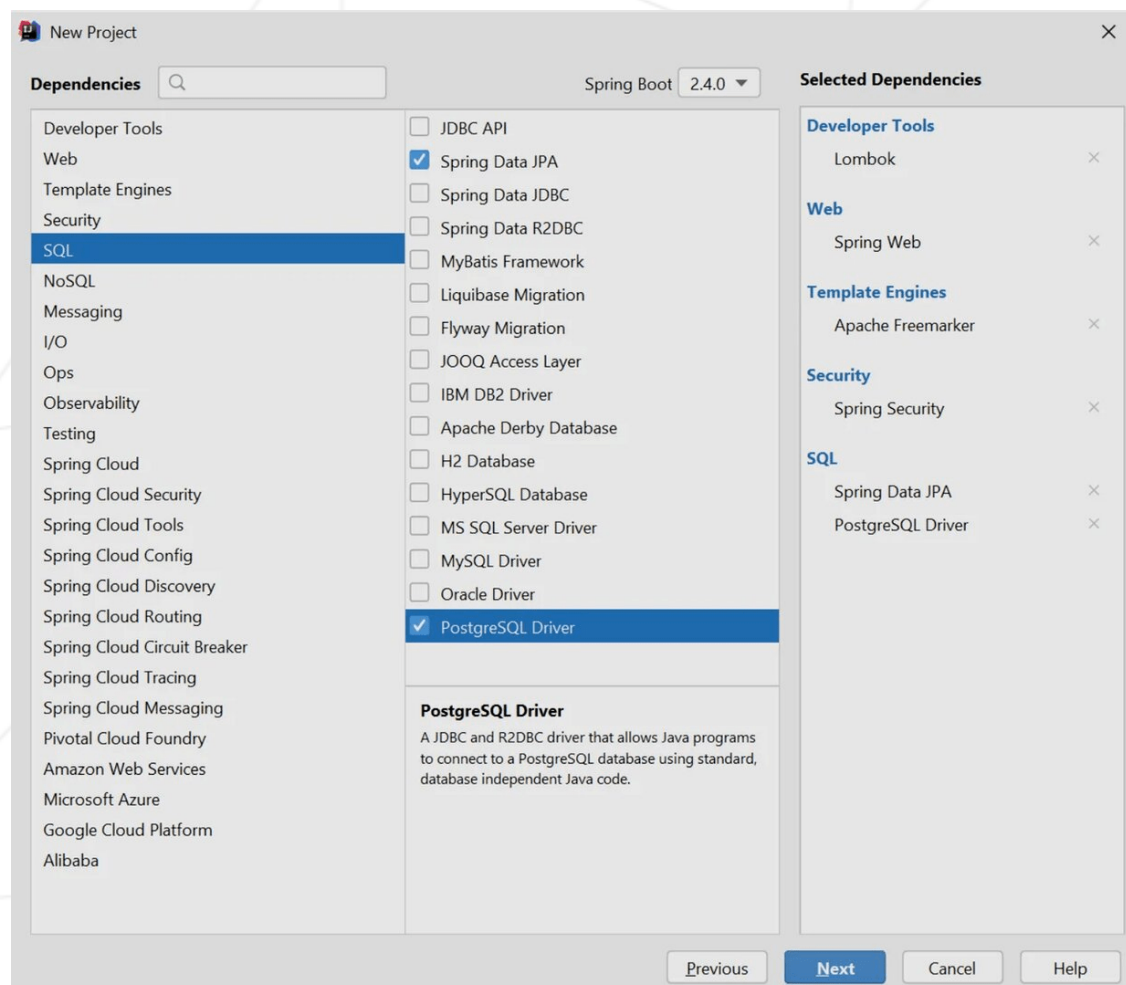 New Project
Dependencies
Spring Boot 2.4.0
Developer Tools
Web
Template Engines
Security
SQL
NoSQL
Messaging
I/O
Ops
Observability
Testing
Spring Cloud
Spring Cloud Security
Spring Cloud Tools
Spring Cloud Config
Spring Cloud Discovery
Spring Cloud Routing
Spring Cloud Circuit Breaker
Spring Cloud Tracing
Spring Cloud Messaging
Pivotal Cloud Foundry
Amazon Web Services
Microsoft Azure
Google Cloud Platform
Alibaba
JDBC API
Spring Data JPA
Spring Data JDBC
Spring Data R2DBC
MyBatis Framework
Liquibase Migration
Flyway Migration
JOOQ Access Layer
IBM DB2 Driver
Apache Derby Database
H2 Database
HyperSQL Database
MS SQL Server Driver
MySQL Driver
Oracle Driver
PostgreSQL Driver
PostgreSQL Driver
A JDBC and R2DBC driver that allows Java programs
to connect to a PostgreSQL database using standard,
database independent Java code.
Selected Dependencies
Developer Tools
Lombok
Web
Spring Web
Template Engines
Apache Freemarker
Security
Spring Security
SQL
Spring Data JPA
PostgreSQL Driver
Previous
Next
Cancel
Help